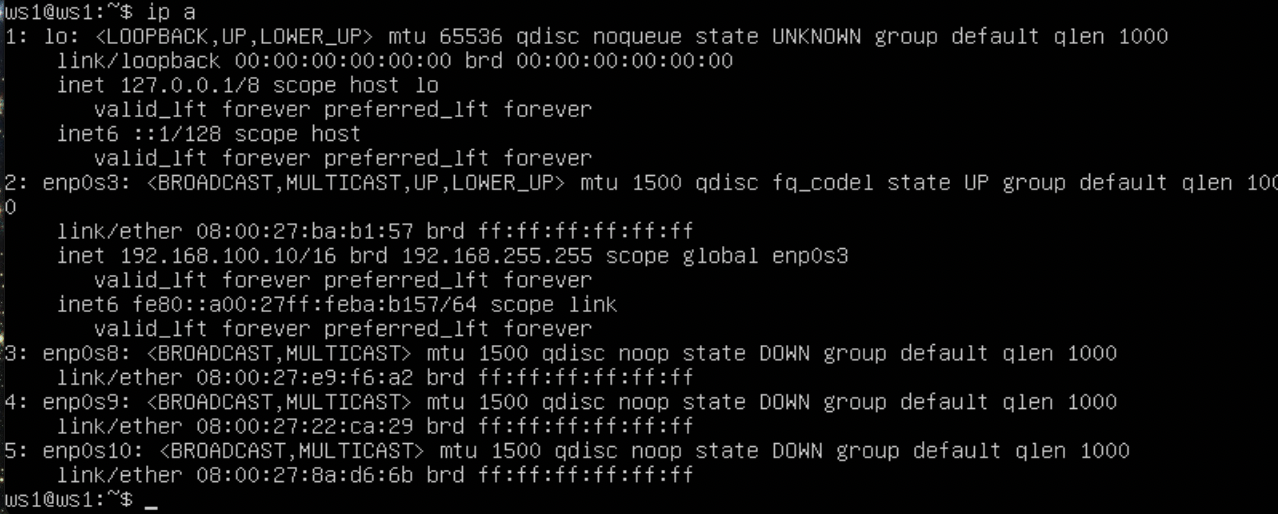 ws1@ws1:~$ ip a
1: lo: <LOOPBACK,UP,LOWER_UP> mtu 65536 qdisc noqueue state UNKNOWN group default qlen 1000
    link/loopback 00:00:00:00:00:00 brd 00:00:00:00:00:00
    inet 127.0.0.1/8 scope host lo
       valid_lft forever preferred_lft forever
    inet6 ::1/128 scope host
       valid_lft forever preferred_lft forever
2: enp0s3: <BROADCAST,MULTICAST,UP,LOWER_UP> mtu 1500 qdisc fq_codel state UP group default qlen 100
0
    link/ether 08:00:27:ba:b1:57 brd ff:ff:ff:ff:ff:ff
    inet 192.168.100.10/16 brd 192.168.255.255 scope global enp0s3
       valid_lft forever preferred_lft forever
    inet6 fe80::a00:27ff:feba:b157/64 scope link
       valid_lft forever preferred_lft forever
3: enp0s8: <BROADCAST,MULTICAST> mtu 1500 qdisc noop state DOWN group default qlen 1000
    link/ether 08:00:27:e9:f6:a2 brd ff:ff:ff:ff:ff:ff
4: enp0s9: <BROADCAST,MULTICAST> mtu 1500 qdisc noop state DOWN group default qlen 1000
    link/ether 08:00:27:22:ca:29 brd ff:ff:ff:ff:ff:ff
5: enp0s10: <BROADCAST,MULTICAST> mtu 1500 qdisc noop state DOWN group default qlen 1000
    link/ether 08:00:27:8a:d6:6b brd ff:ff:ff:ff:ff:ff
ws1@ws1:~$ _